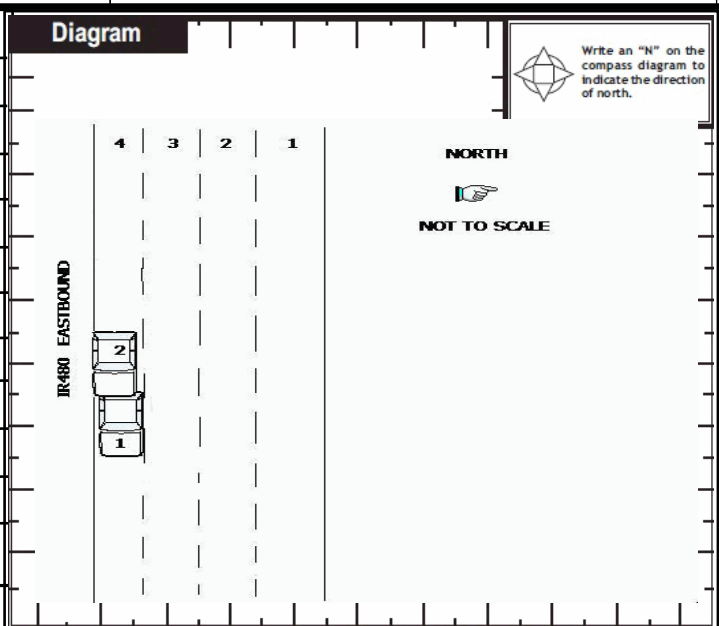 Diagram
Write an “N” on the
compass diagram to
indicate the direction
of north.
4 3 2 1
NORTH
NOT TO SCALE
IR480 EASTBOUND
2
1